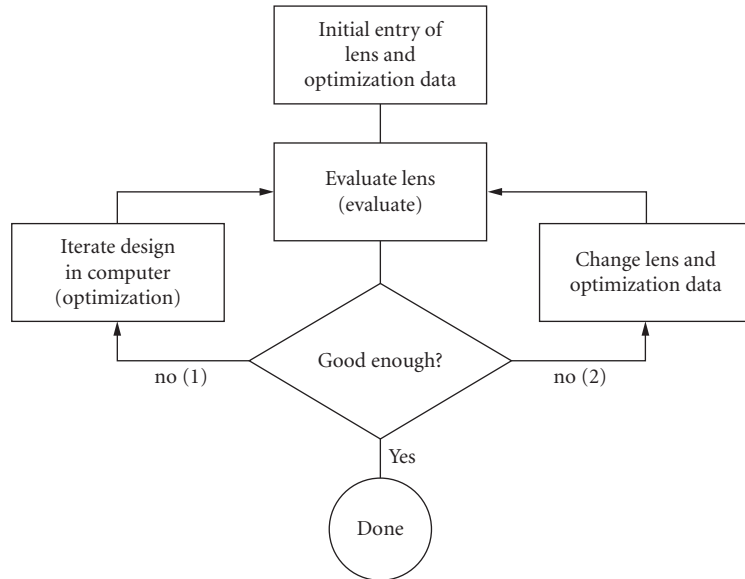 Initial entry of
lens and
optimization data
Evaluate lens
(evaluate)
Iterate design
in computer
(optimization)
Change lens and
optimization data
Good enough?
no (1)
no (2)
Yes
Done